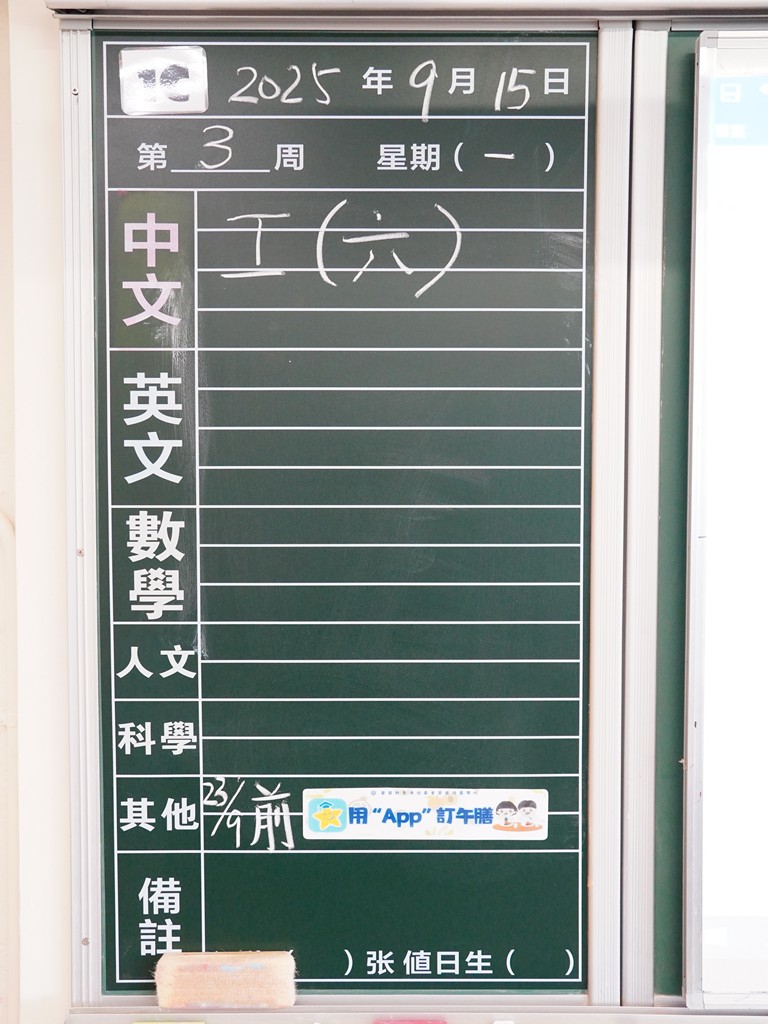 1C 2025 年 9 月 15 日
第 3 周 星期( 一 )
中文 工(六)
英文
數學
人文
科學
其他 23/9前 用“App”訂午膳
備註
( )张 值日生( )